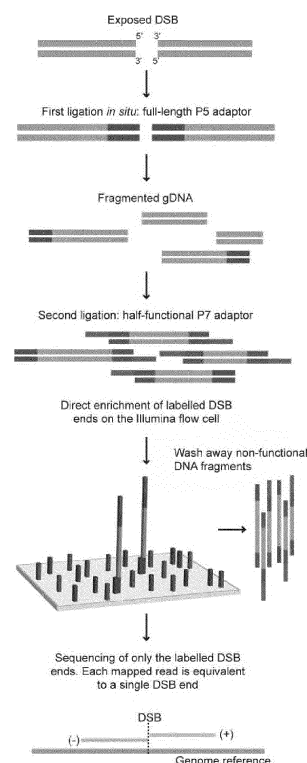 Exposed DSB
5' 3'
3' 5'
First ligation in situ: full-length P5 adaptor
Fragmented gDNA
Second ligation: half-functional P7 adaptor
Direct enrichment of labelled DSB
ends on the Illumina flow cell
Wash away non-functional
DNA fragments
Sequencing of only the labelled DSB
ends. Each mapped read is equivalent
to a single DSB end
DSB
(-) (+)
Genome reference